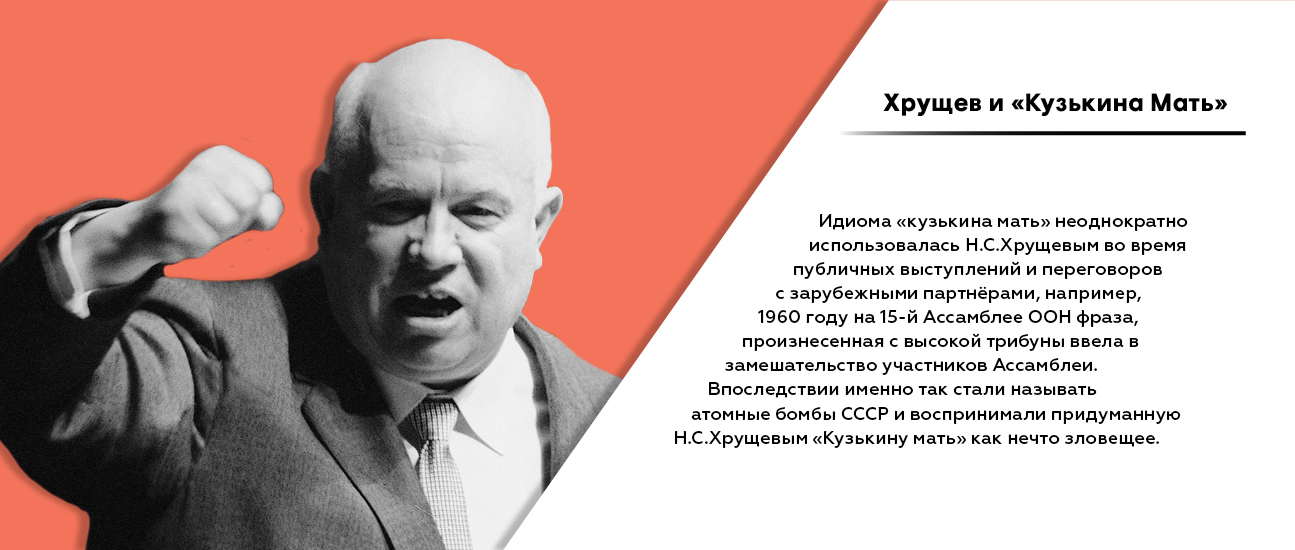 Хрущев и «Кузькина Мать»
Идиома «кузькина мать» неоднократно
использовалась Н.С.Хрущевым во время
публичных выступлений и переговоров
с зарубежными партнёрами, например,
1960 году на 15-й Ассамблее ООН фраза,
произнесенная с высокой трибуны ввела в
замешательство участников Ассамблеи.
Впоследствии именно так стали называть
атомные бомбы СССР и воспринимали придуманную
Н.С.Хрущевым «Кузькину мать» как нечто зловещее.